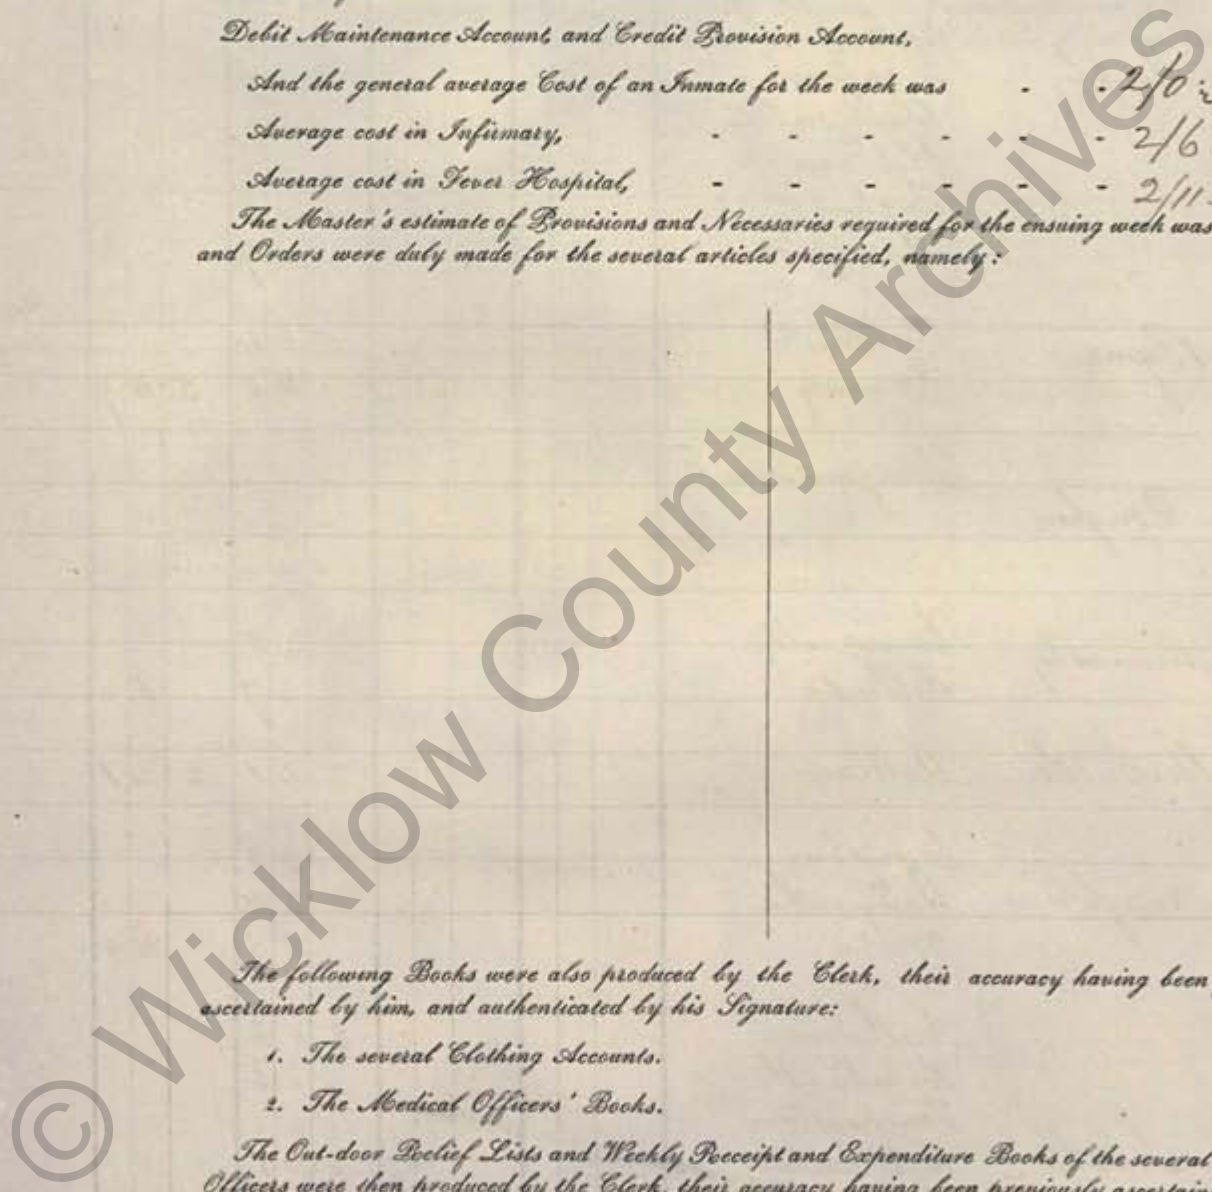 Debit Maintenance Account, and Credit Provision Account,
And the general average Cost of an Inmate for the week was - - 2/0
Average cost in Infirmary, - - - - - - 2/6
Average cost in Fever Hospital, - - - - - - 2/11
The Master's estimate of Provisions and Necessaries required for the ensuing week was
and Orders were duly made for the several articles specified, namely:
The following Books were also produced by the Clerk, their accuracy having been
ascertained by him, and authenticated by his Signature:
1. The several Clothing Accounts.
2. The Medical Officers' Books.
The Out-door Relief Lists and Weekly Receipt and Expenditure Books of the several
Officers were then produced by the Clerk, their accuracy having been previously ascertain
© Wicklow County Archives